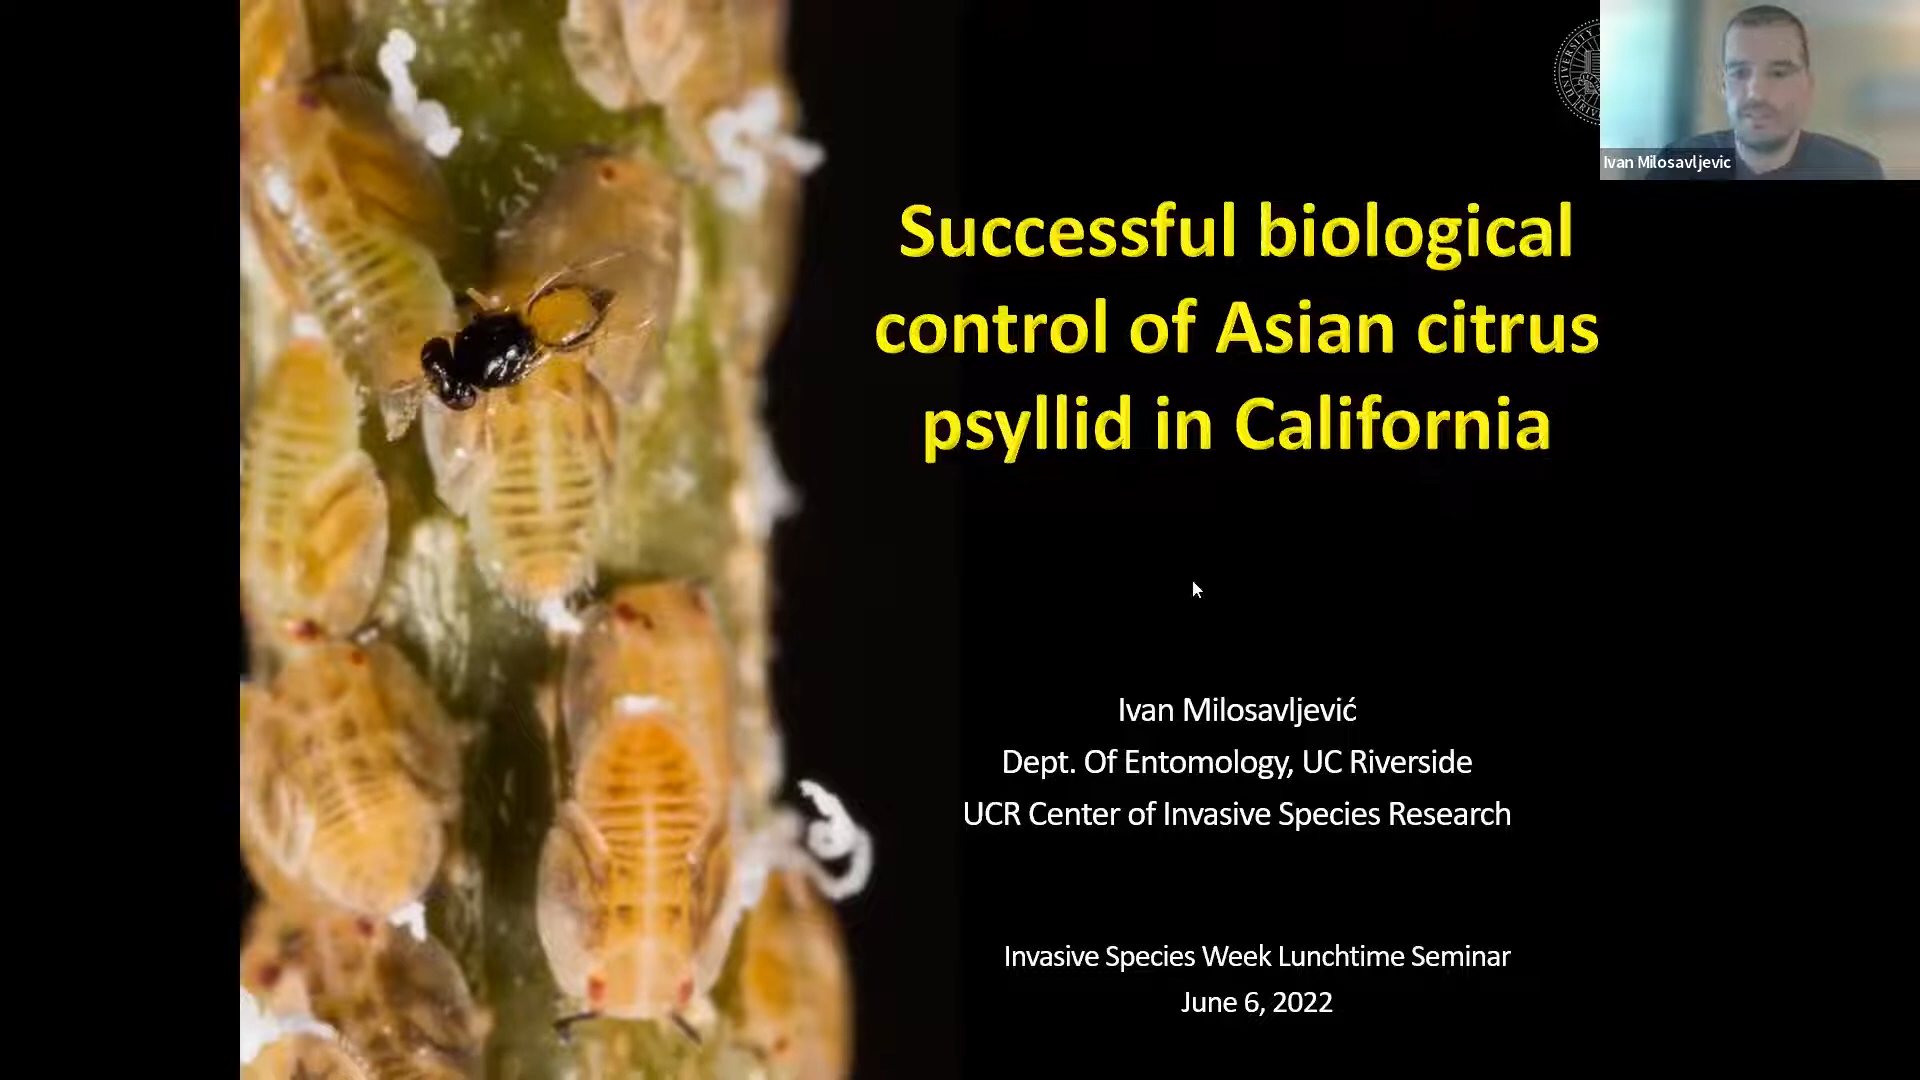 Successful biological
control of Asian citrus
psyllid in California
Ivan Milosavljević
Dept. Of Entomology, UC Riverside
UCR Center of Invasive Species Research
Invasive Species Week Lunchtime Seminar
June 6, 2022
Ivan Milosavljevic